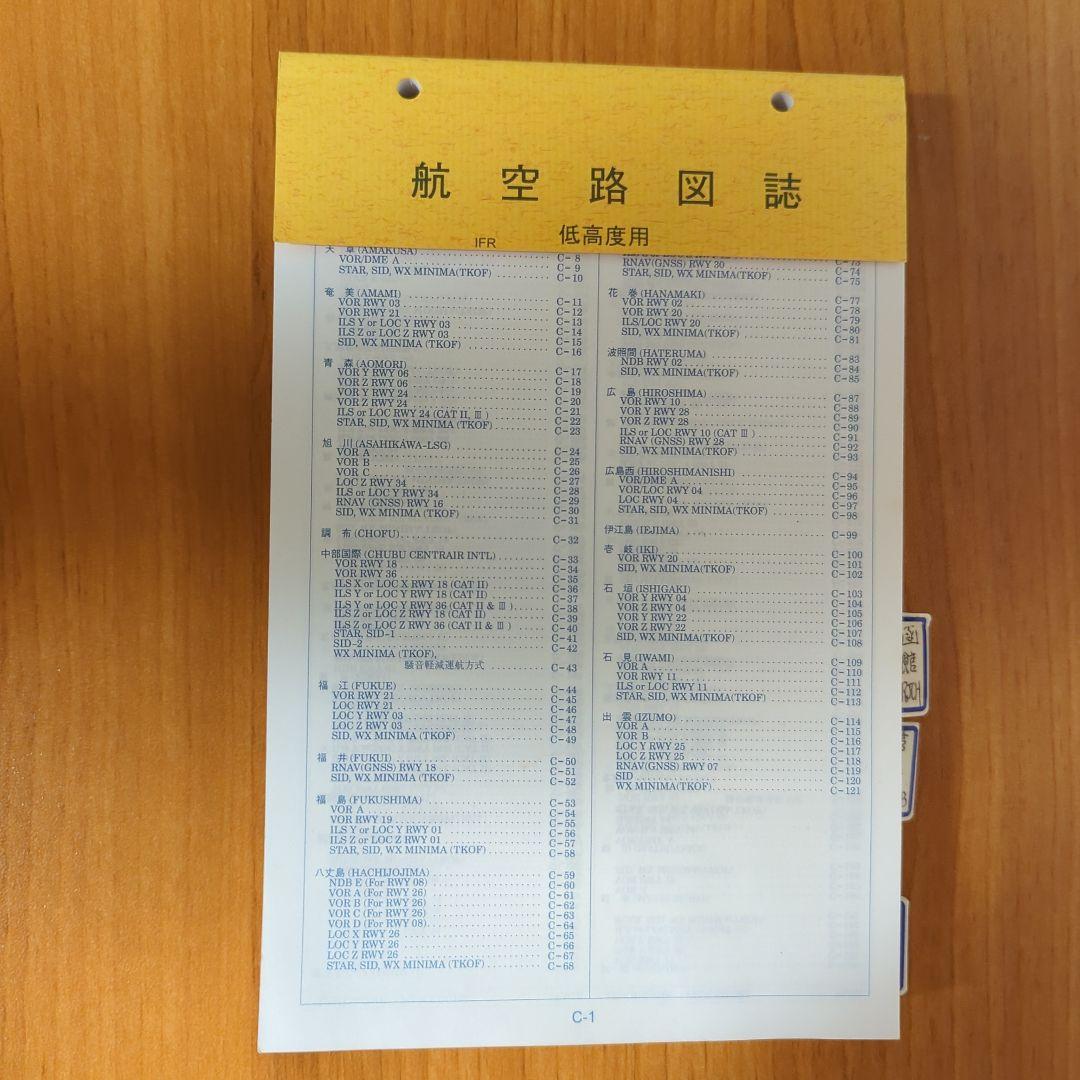 航空路図誌
IFR 低高度用
天 草 (AMAKUSA) C-8
VOR/DME A C-9
STAR, SID, WX MINIMA(TKOF) C-10
奄 美 (AMAMI) C-11
VOR RWY 03 C-12
VOR RWY 21 C-13
ILS Y or LOC Y RWY 03 C-14
ILS Z or LOC Z RWY 03 C-15
SID, WX MINIMA (TKOF) C-16
青 森 (AOMORI) C-17
VOR Y RWY 06 C-18
VOR Z RWY 06 C-19
VOR Y RWY 24 C-20
VOR Z RWY 24 C-21
ILS or LOC RWY 24 (CAT II, Ⅲ) C-22
STAR, SID, WX MINIMA (TKOF) C-23
旭 川 (ASAHIKAWA-LSG) C-24
VOR A C-25
VOR B C-26
VOR C C-27
LOC Z RWY 34 C-28
ILS or LOC Y RWY 34 C-29
RNAV (GNSS) RWY 16 C-30
SID, WX MINIMA (TKOF) C-31
調 布 (CHOFU) C-32
中部国際 (CHUBU CENTRAIR INTL) C-33
VOR RWY 18 C-34
VOR RWY 36 C-35
ILS X or LOC X RWY 18 (CAT II) C-36
ILS Y or LOC Y RWY 18 (CAT II) C-37
ILS Y or LOC Y RWY 36 (CAT II & Ⅲ) C-38
ILS Z or LOC Z RWY 18 (CAT II) C-39
ILS Z or LOC Z RWY 36 (CAT II & Ⅲ) C-40
STAR, SID-1 C-41
SID-2 C-42
WX MINIMA (TKOF),
騒音軽減運航方式 C-43
福 江 (FUKUE) C-44
VOR RWY 21 C-45
LOC RWY 21 C-46
LOC Y RWY 03 C-47
LOC Z RWY 03 C-48
SID, WX MINIMA (TKOF) C-49
福 井 (FUKUI) C-50
RNAV(GNSS) RWY 18 C-51
SID, WX MINIMA (TKOF) C-52
福 島 (FUKUSHIMA) C-53
VOR A C-54
VOR RWY 19 C-55
ILS Y or LOC Y RWY 01 C-56
ILS Z or LOC Z RWY 01 C-57
STAR, SID, WX MINIMA (TKOF) C-58
八丈島 (HACHIJOJIMA) C-59
NDB E (For RWY 08) C-60
VOR A (For RWY 26) C-61
VOR B (For RWY 26) C-62
VOR C (For RWY 26) C-63
VOR D (For RWY 08) C-64
LOC X RWY 26 C-65
LOC Y RWY 26 C-66
LOC Z RWY 26 C-67
STAR, SID, WX MINIMA (TKOF) C-68
C-73
RNAV(GNSS) RWY 30 C-74
STAR, SID, WX MINIMA(TKOF) C-75
花 巻 (HANAMAKI) C-77
VOR RWY 02 C-78
VOR RWY 20 C-79
ILS/LOC RWY 20 C-80
SID, WX MINIMA(TKOF) C-81
波照間 (HATERUMA) C-83
NDB RWY 02 C-84
SID, WX MINIMA(TKOF) C-85
広 島 (HIROSHIMA) C-87
VOR RWY 10 C-88
VOR Y RWY 28 C-89
VOR Z RWY 28 C-90
ILS or LOC RWY 10 (CAT Ⅲ) C-91
RNAV (GNSS) RWY 28 C-92
SID, WX MINIMA(TKOF) C-93
広島西 (HIROSHIMANISHI) C-94
VOR/DME A C-95
VOR/LOC RWY 04 C-96
LOC RWY 04 C-97
STAR, SID, WX MINIMA(TKOF) C-98
伊江島 (IEJIMA) C-99
壱 岐 (IKI) C-100
VOR RWY 20 C-101
SID, WX MINIMA(TKOF) C-102
石 垣 (ISHIGAKI) C-103
VOR Y RWY 04 C-104
VOR Z RWY 04 C-105
VOR Y RWY 22 C-106
VOR Z RWY 22 C-107
SID, WX MINIMA(TKOF) C-108
石 見 (IWAMI) C-109
VOR A C-110
VOR RWY 11 C-111
ILS or LOC RWY 11 C-112
STAR, SID, WX MINIMA(TKOF) C-113
出 雲 (IZUMO) C-114
VOR A C-115
VOR B C-116
LOC Y RWY 25 C-117
LOC Z RWY 25 C-118
RNAV(GNSS) RWY 07 C-119
SID C-120
WX MINIMA(TKOF) C-121
C-1
館